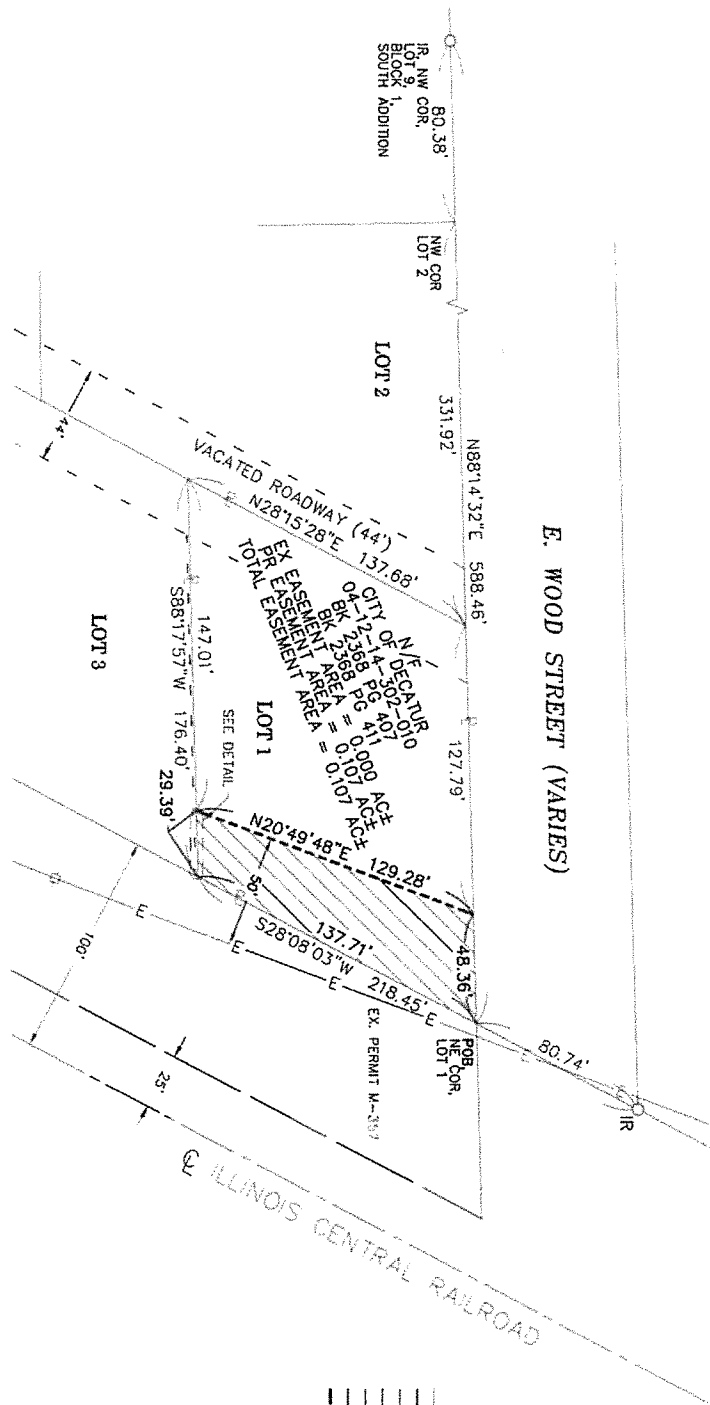 IR, NW COR,
LOT 9,
BLOCK 1,
SOUTH ADDITION
80.38'
NW COR
LOT 2
LOT 2
331.92'
N88°14'32"E 588.46'
E. WOOD STREET (VARIES)
44'
VACATED ROADWAY (44')
N28°15'28"E 137.68'
N/F
CITY OF DECATUR
04-12-14-302-010
BK 2368 PG 407
BK 2368 PG 411
EX EASEMENT AREA = 0.000 AC±
PR EASEMENT AREA = 0.107 AC±
TOTAL EASEMENT AREA = 0.107 AC±
127.79'
147.01'
S88°17'57"W 176.40'
LOT 3
LOT 1
SEE DETAIL
29.39'
N20°49'48"E 129.28'
50'
137.71'
48.36'
S28°08'03"W 218.45'
E
E
E
E
E
E
POB,
NE COR,
LOT 1
80.74'
IR
EX. PERMIT M-357
100'
25'
℄ ILLINOIS CENTRAL RAILROAD